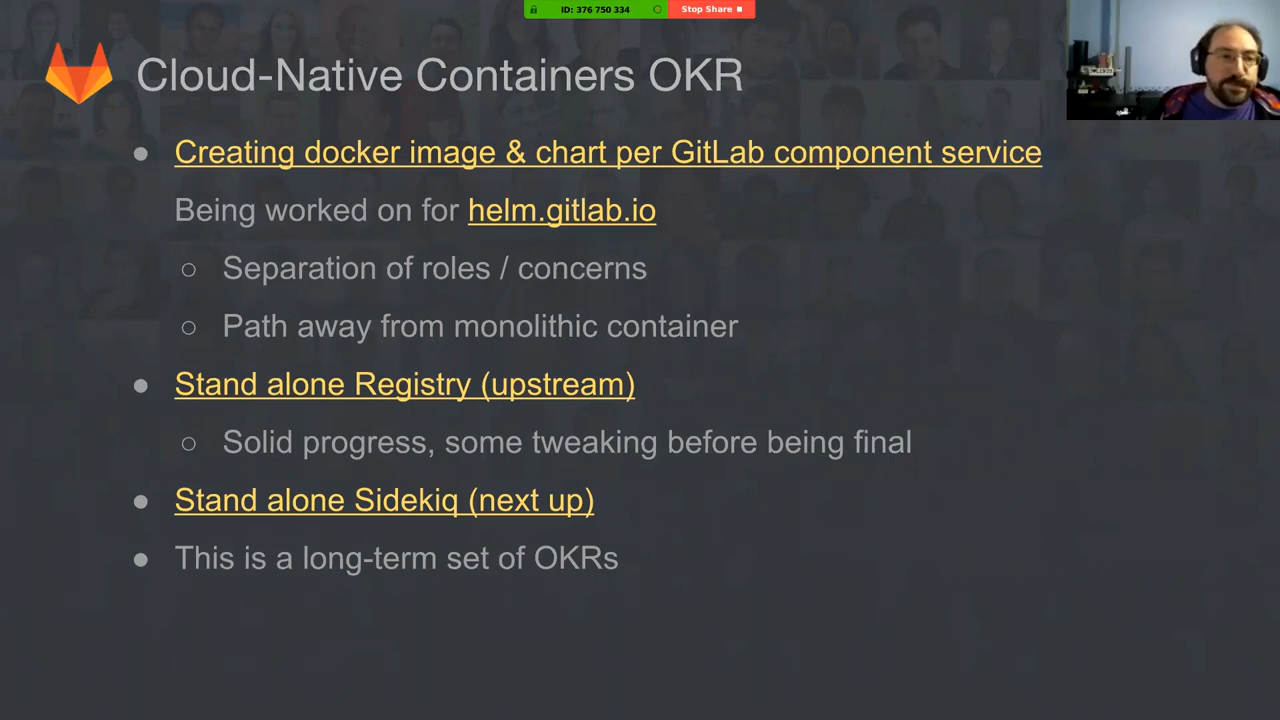 ID: 376 750 334
Stop Share
Cloud-Native Containers OKR
Creating docker image & chart per GitLab component service
Being worked on for helm.gitlab.io
Separation of roles / concerns
Path away from monolithic container
Stand alone Registry (upstream)
Solid progress, some tweaking before being final
Stand alone Sidekiq (next up)
This is a long-term set of OKRs